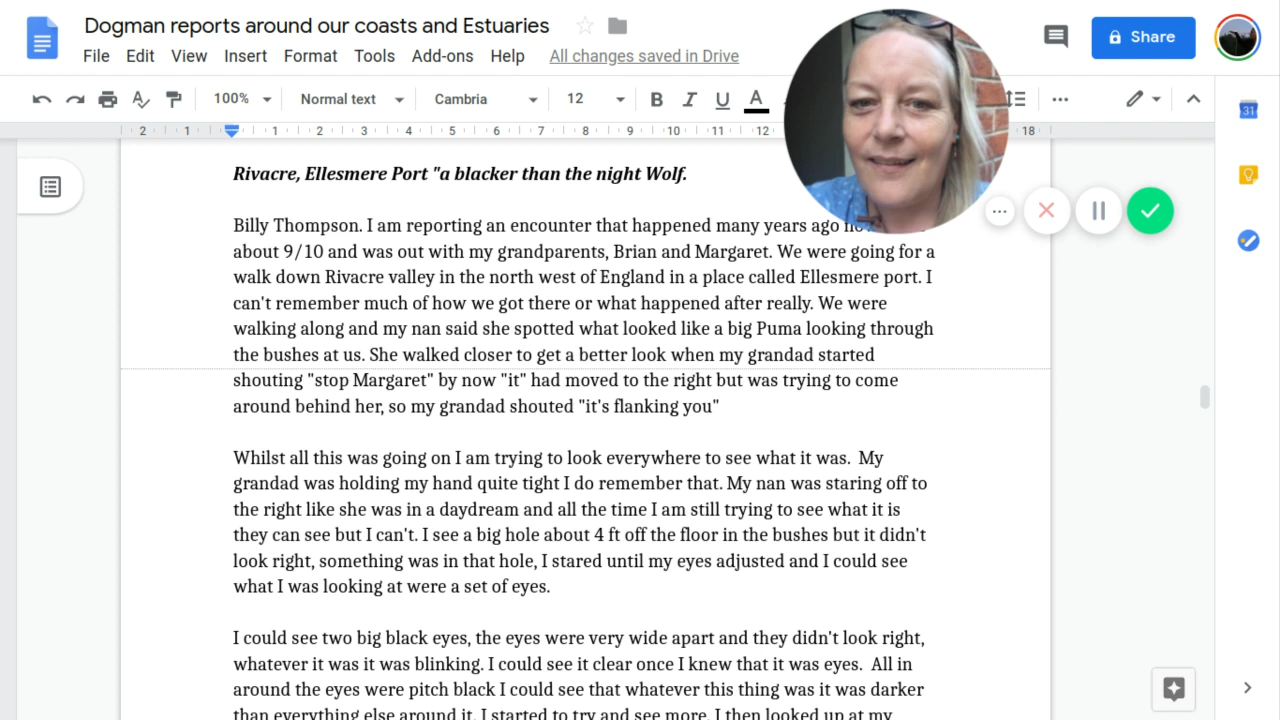 Dogman reports around our coasts and Estuaries
File Edit View Insert Format Tools Add-ons Help All changes saved in Drive
Share
100% Normal text Cambria 12 B I U A
2 1 1 2 3 4 5 6 7 8 9 10 11 12 18
31
Rivacre, Ellesmere Port "a blacker than the night Wolf.
Billy Thompson. I am reporting an encounter that happened many years ago
about 9/10 and was out with my grandparents, Brian and Margaret. We were going for a
walk down Rivacre valley in the north west of England in a place called Ellesmere port. I
can't remember much of how we got there or what happened after really. We were
walking along and my nan said she spotted what looked like a big Puma looking through
the bushes at us. She walked closer to get a better look when my grandad started
shouting "stop Margaret" by now "it" had moved to the right but was trying to come
around behind her, so my grandad shouted "it's flanking you"
Whilst all this was going on I am trying to look everywhere to see what it was. My
grandad was holding my hand quite tight I do remember that. My nan was staring off to
the right like she was in a daydream and all the time I am still trying to see what it is
they can see but I can't. I see a big hole about 4 ft off the floor in the bushes but it didn't
look right, something was in that hole, I stared until my eyes adjusted and I could see
what I was looking at were a set of eyes.
I could see two big black eyes, the eyes were very wide apart and they didn't look right,
whatever it was it was blinking. I could see it clear once I knew that it was eyes. All in
around the eyes were pitch black I could see that whatever this thing was it was darker
than everything else around it. I started to try and see more. I then looked up at my